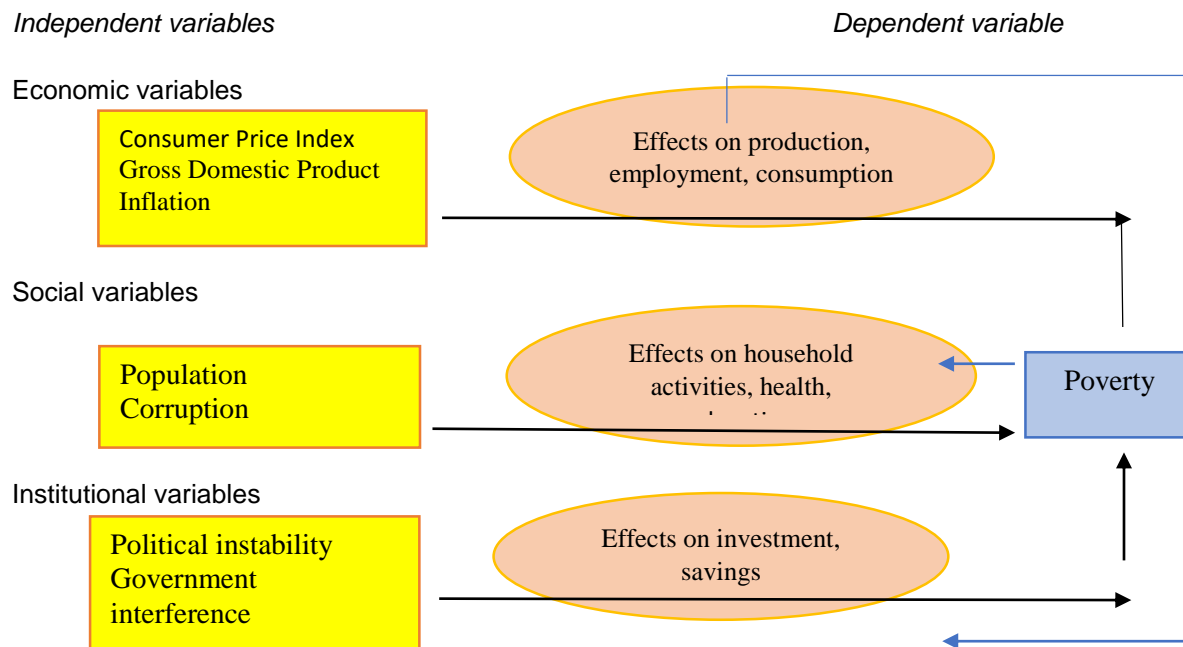 Independent variables
Dependent variable
Economic variables
Consumer Price Index
Gross Domestic Product
Inflation
Effects on production,
employment, consumption
Social variables
Population
Corruption
Effects on household
activities, health,
Poverty
Institutional variables
Political instability
Government
interference
Effects on investment,
savings